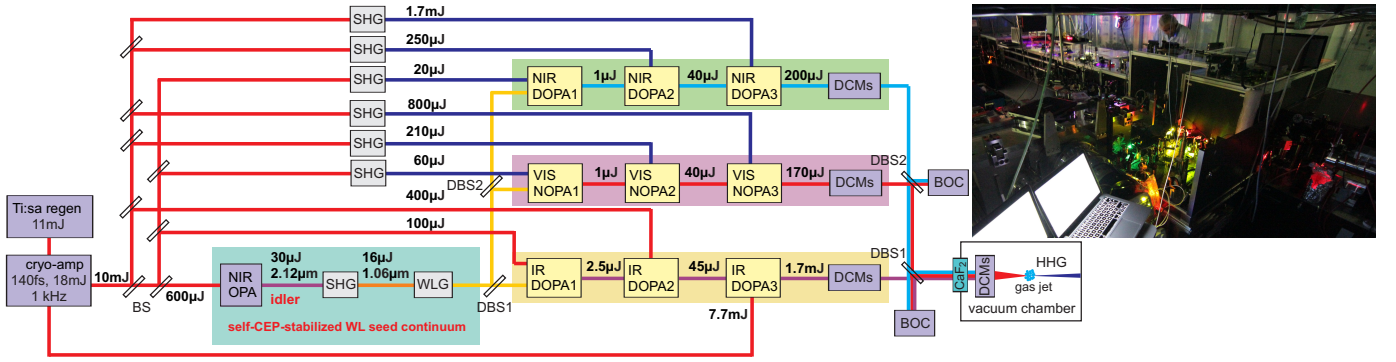 SHG 1.7mJ
SHG 250µJ
SHG 20µJ
NIR DOPA1 1µJ NIR DOPA2 40µJ NIR DOPA3 200µJ DCMs
SHG 800µJ
SHG 210µJ
SHG 60µJ
DBS2
VIS NOPA1 1µJ VIS NOPA2 40µJ VIS NOPA3 170µJ DCMs
DBS2
BOC
400µJ
100µJ
Ti:sa regen
11mJ
cryo-amp
140fs, 18mJ
1 kHz
10mJ
BS
600µJ
NIR
OPA
30µJ
2.12µm
idler
SHG
16µJ
1.06µm
WLG
self-CEP-stabilized WL seed continuum
DBS1
IR DOPA1 2.5µJ IR DOPA2 45µJ IR DOPA3 1.7mJ DCMs
7.7mJ
DBS1
BOC
CaF₂
DCMs
HHG
gas jet
vacuum chamber